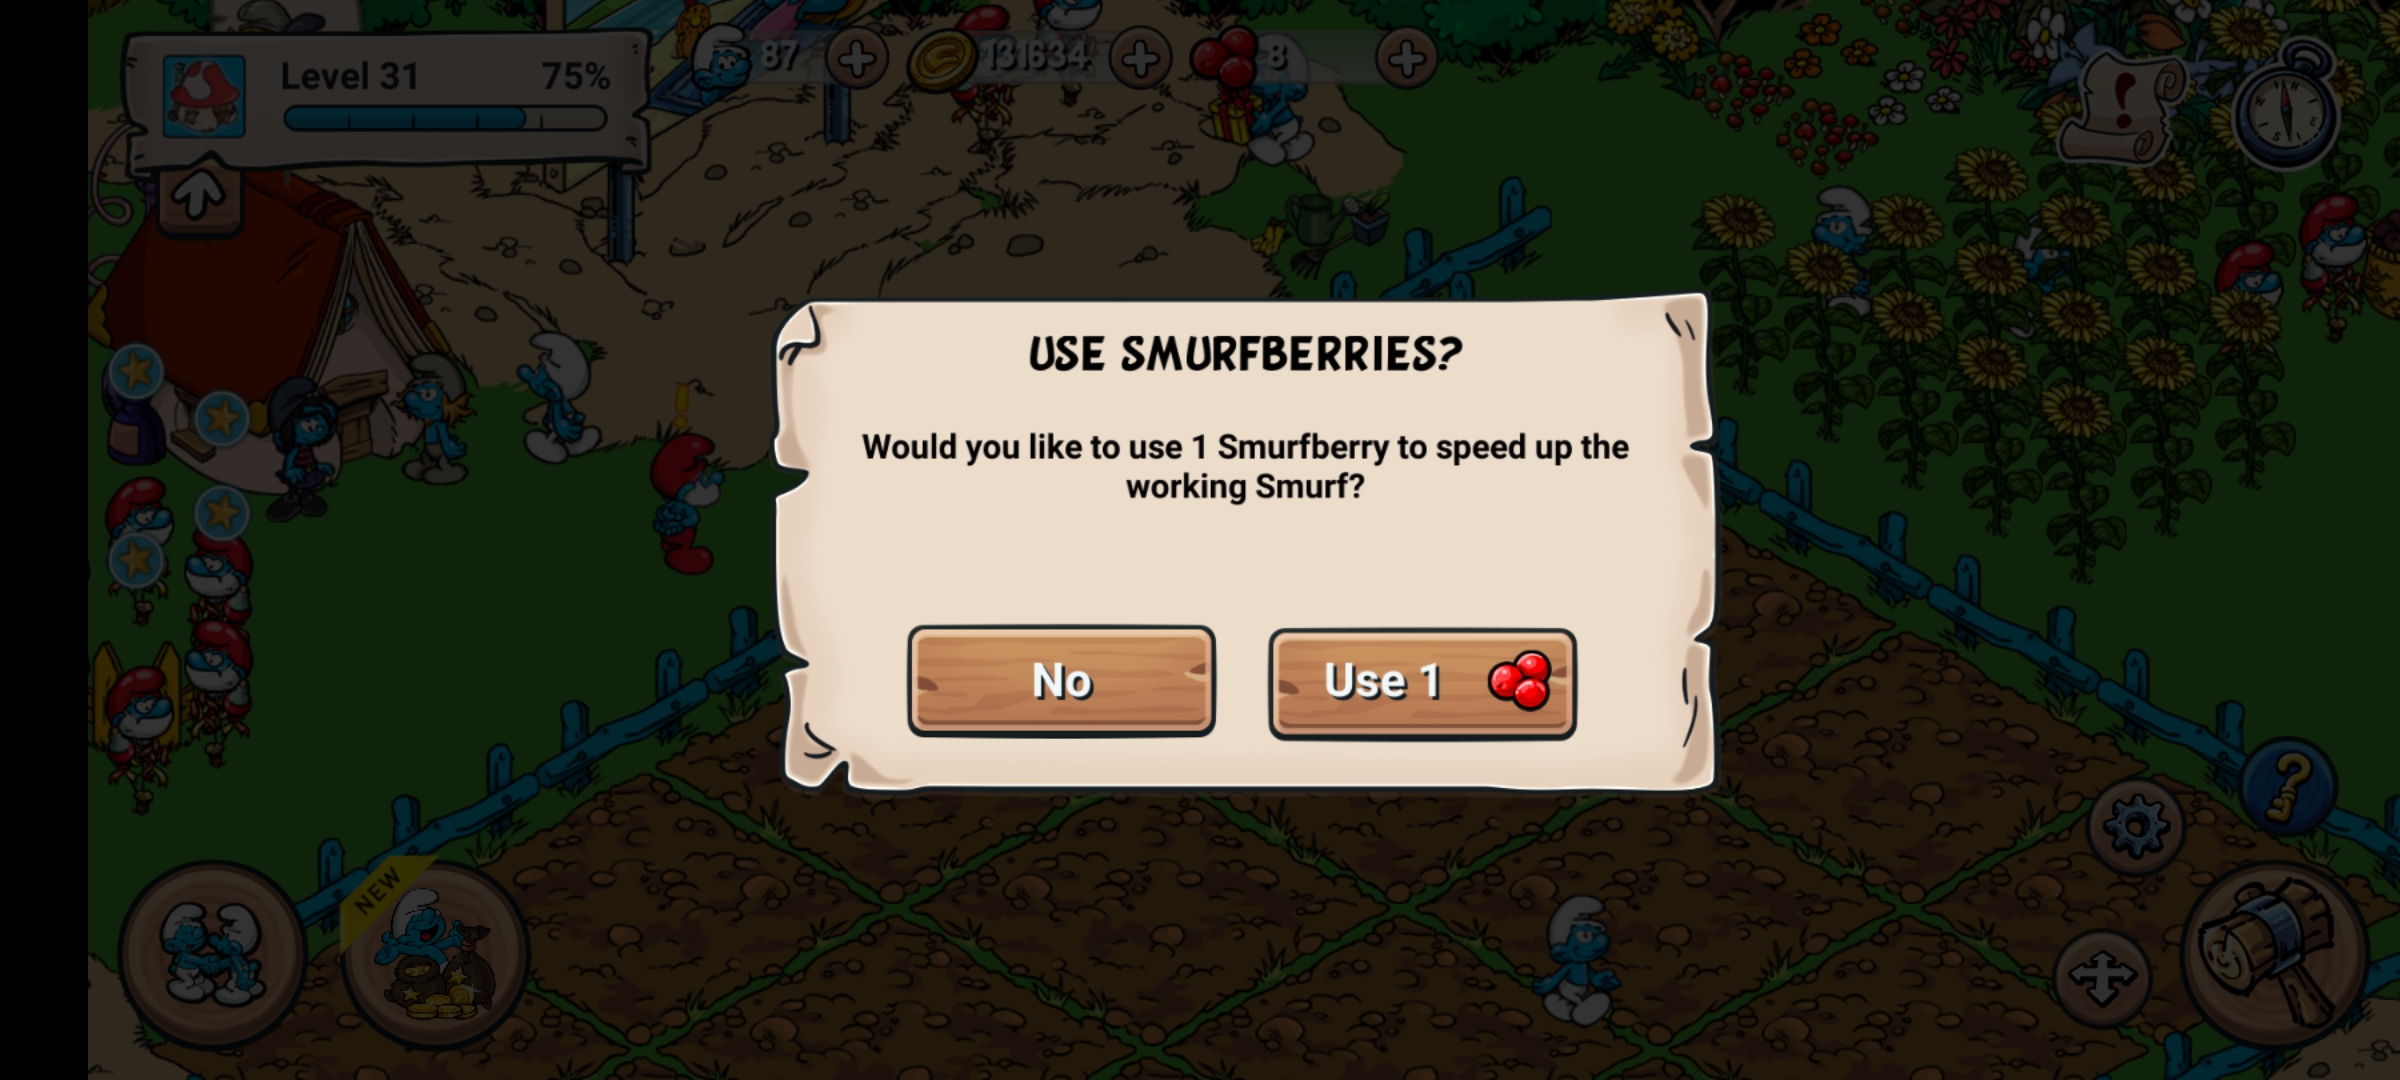 Level 31 75%
87
131634
8
USE SMURFBERRIES?
Would you like to use 1 Smurfberry to speed up the
working Smurf?
No
Use 1
NEW